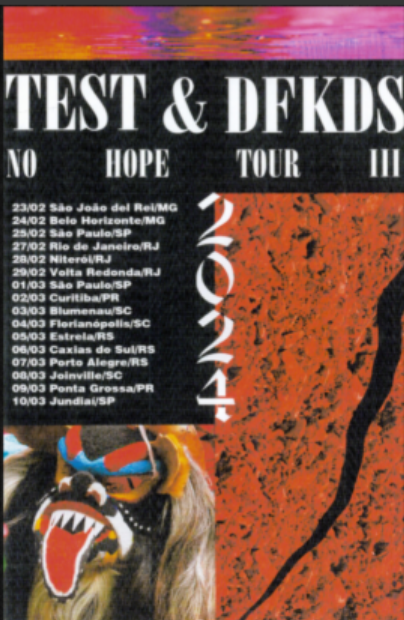 TEST & DFKDS
NO HOPE TOUR III
23/02 São João del Rei/MG
24/02 Belo Horizonte/MG
25/02 São Paulo/SP
27/02 Rio de Janeiro/RJ
28/02 Niterói/RJ
29/02 Volta Redonda/RJ
01/03 São Paulo/SP
02/03 Curitiba/PR
03/03 Blumenau/SC
04/03 Florianópolis/SC
05/03 Estrela/RS
06/03 Caxias do Sul/RS
07/03 Porto Alegre/RS
08/03 Joinville/SC
09/03 Ponta Grossa/PR
10/03 Jundiaí/SP
2024